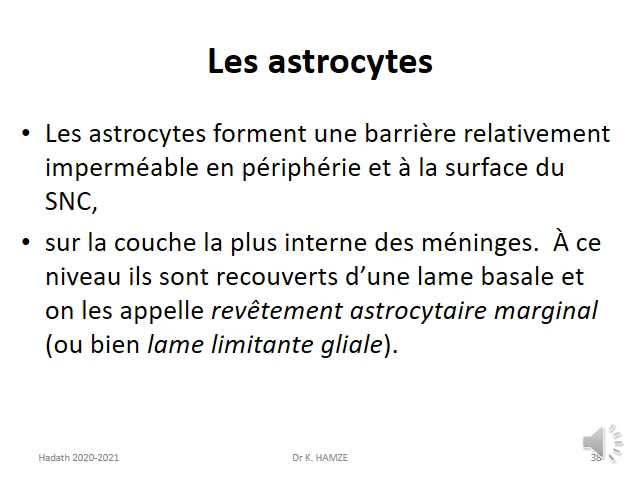 Les astrocytes
• Les astrocytes forment une barrière relativement
imperméable en périphérie et à la surface du
SNC,
• sur la couche la plus interne des méninges.  À ce
niveau ils sont recouverts d’une lame basale et
on les appelle revêtement astrocytaire marginal
(ou bien lame limitante gliale).
Hadath 2020-2021
Dr K. HAMZE
38